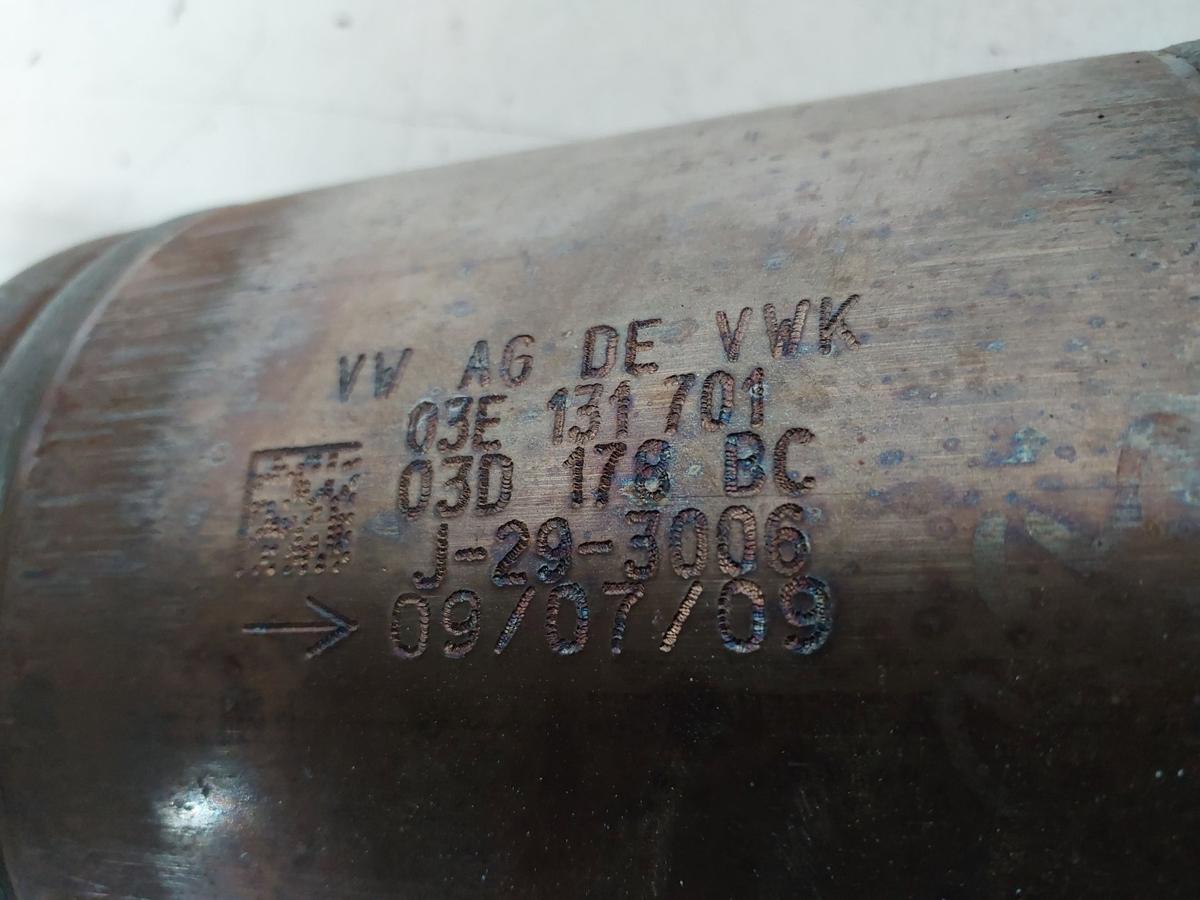 VW AG DE VWK
03E 131 701
03D 178 BC
J-29-3006
09/07/09